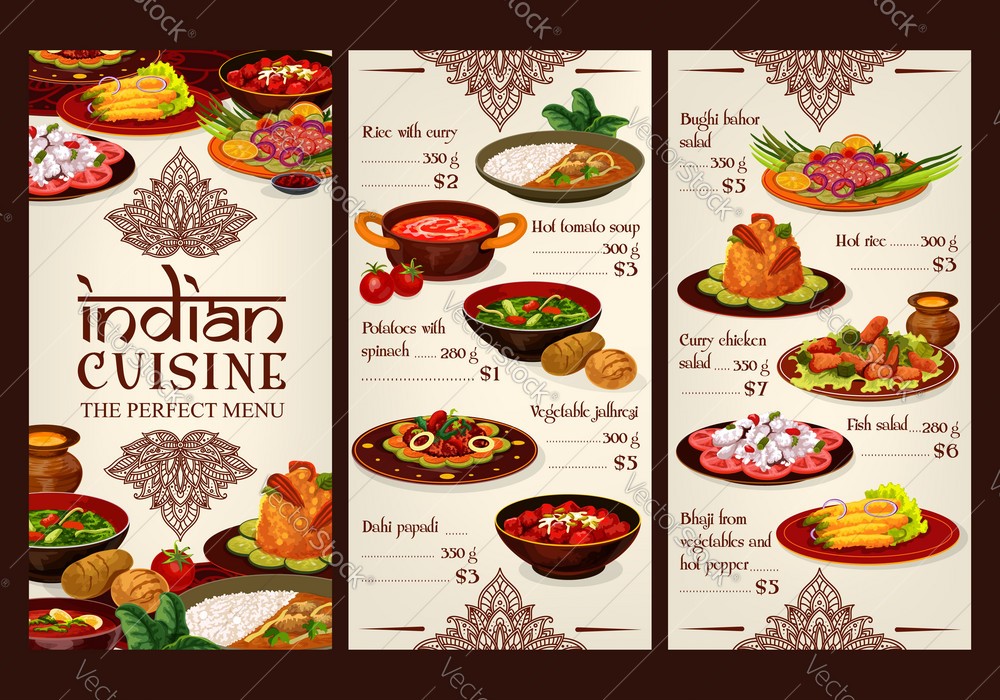 indian
CUISINE
THE PERFECT MENU
Rice with curry
350 g
$2
Hot tomato soup
300 g
$3
Potatoes with
spinach ...... 280 g
$1
Vegetable jalhrezi
300 g
$5
Dahi papadi ......
350 g
$3
Bughi bahor
salad
350 g
$5
Hot rice ....... 300 g
$3
Curry chicken
salad ..... 350 g
$7
Fish salad ... 280 g
$6
Bhaji from
vegetables and
hot pepper .......
$5
VectorStock